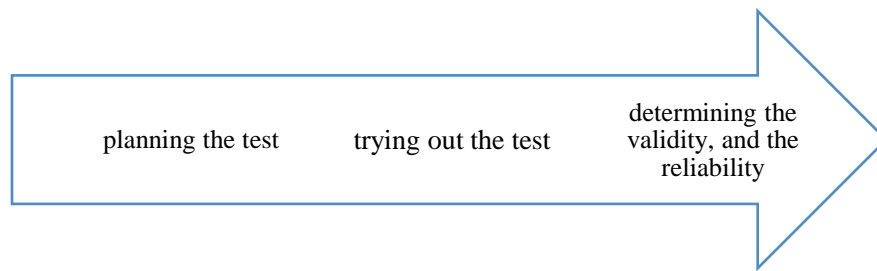 planning the test
trying out the test
determining the
validity, and the
reliability